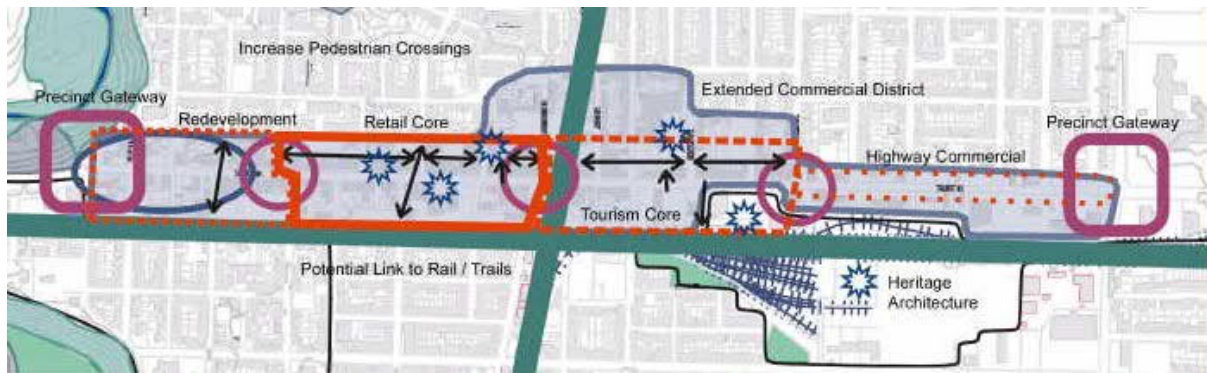 Increase Pedestrian Crossings
Precinct Gateway
Extended Commercial District
Redevelopment
Retail Core
Precinct Gateway
Highway Commercial
Tourism Core
Potential Link to Rail / Trails
Heritage
Architecture